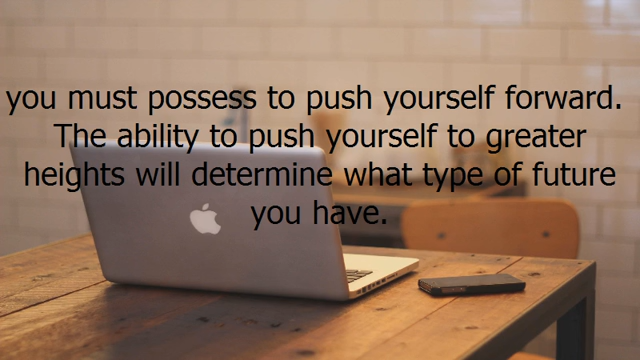 you must possess to push yourself forward.
The ability to push yourself to greater
heights will determine what type of future
you have.